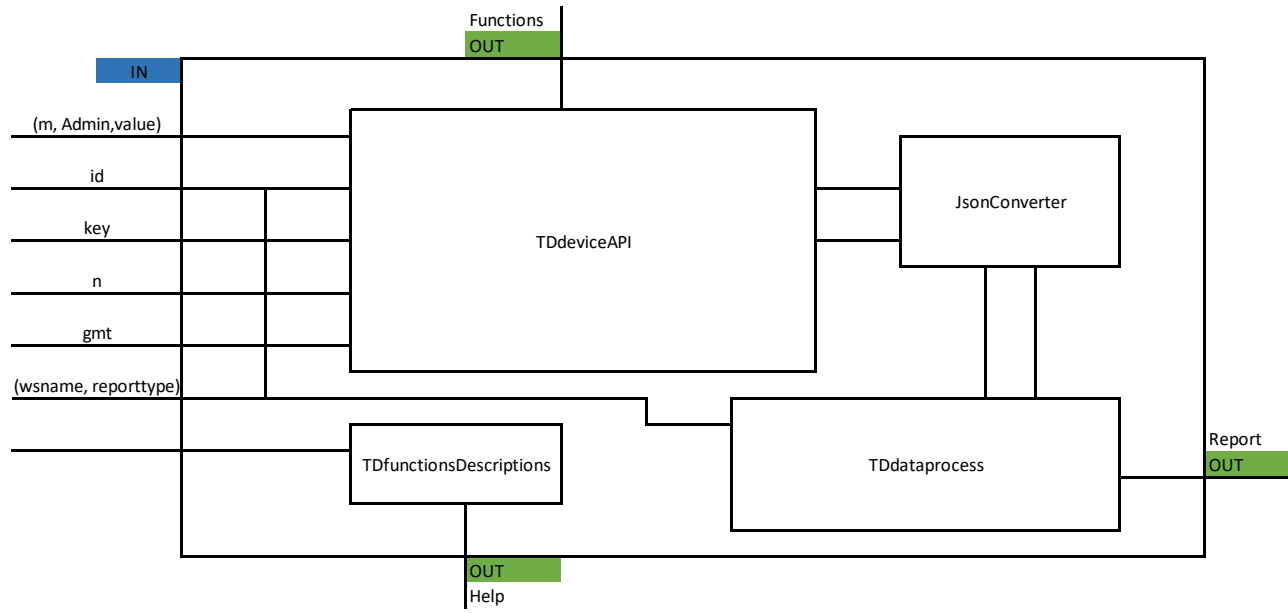 Functions
OUT
IN
(m, Admin,value)
id
key
n
gmt
(wsname, reporttype)
TDdeviceAPI
JsonConverter
TDfunctionsDescriptions
TDdataprocess
Report
OUT
OUT
Help